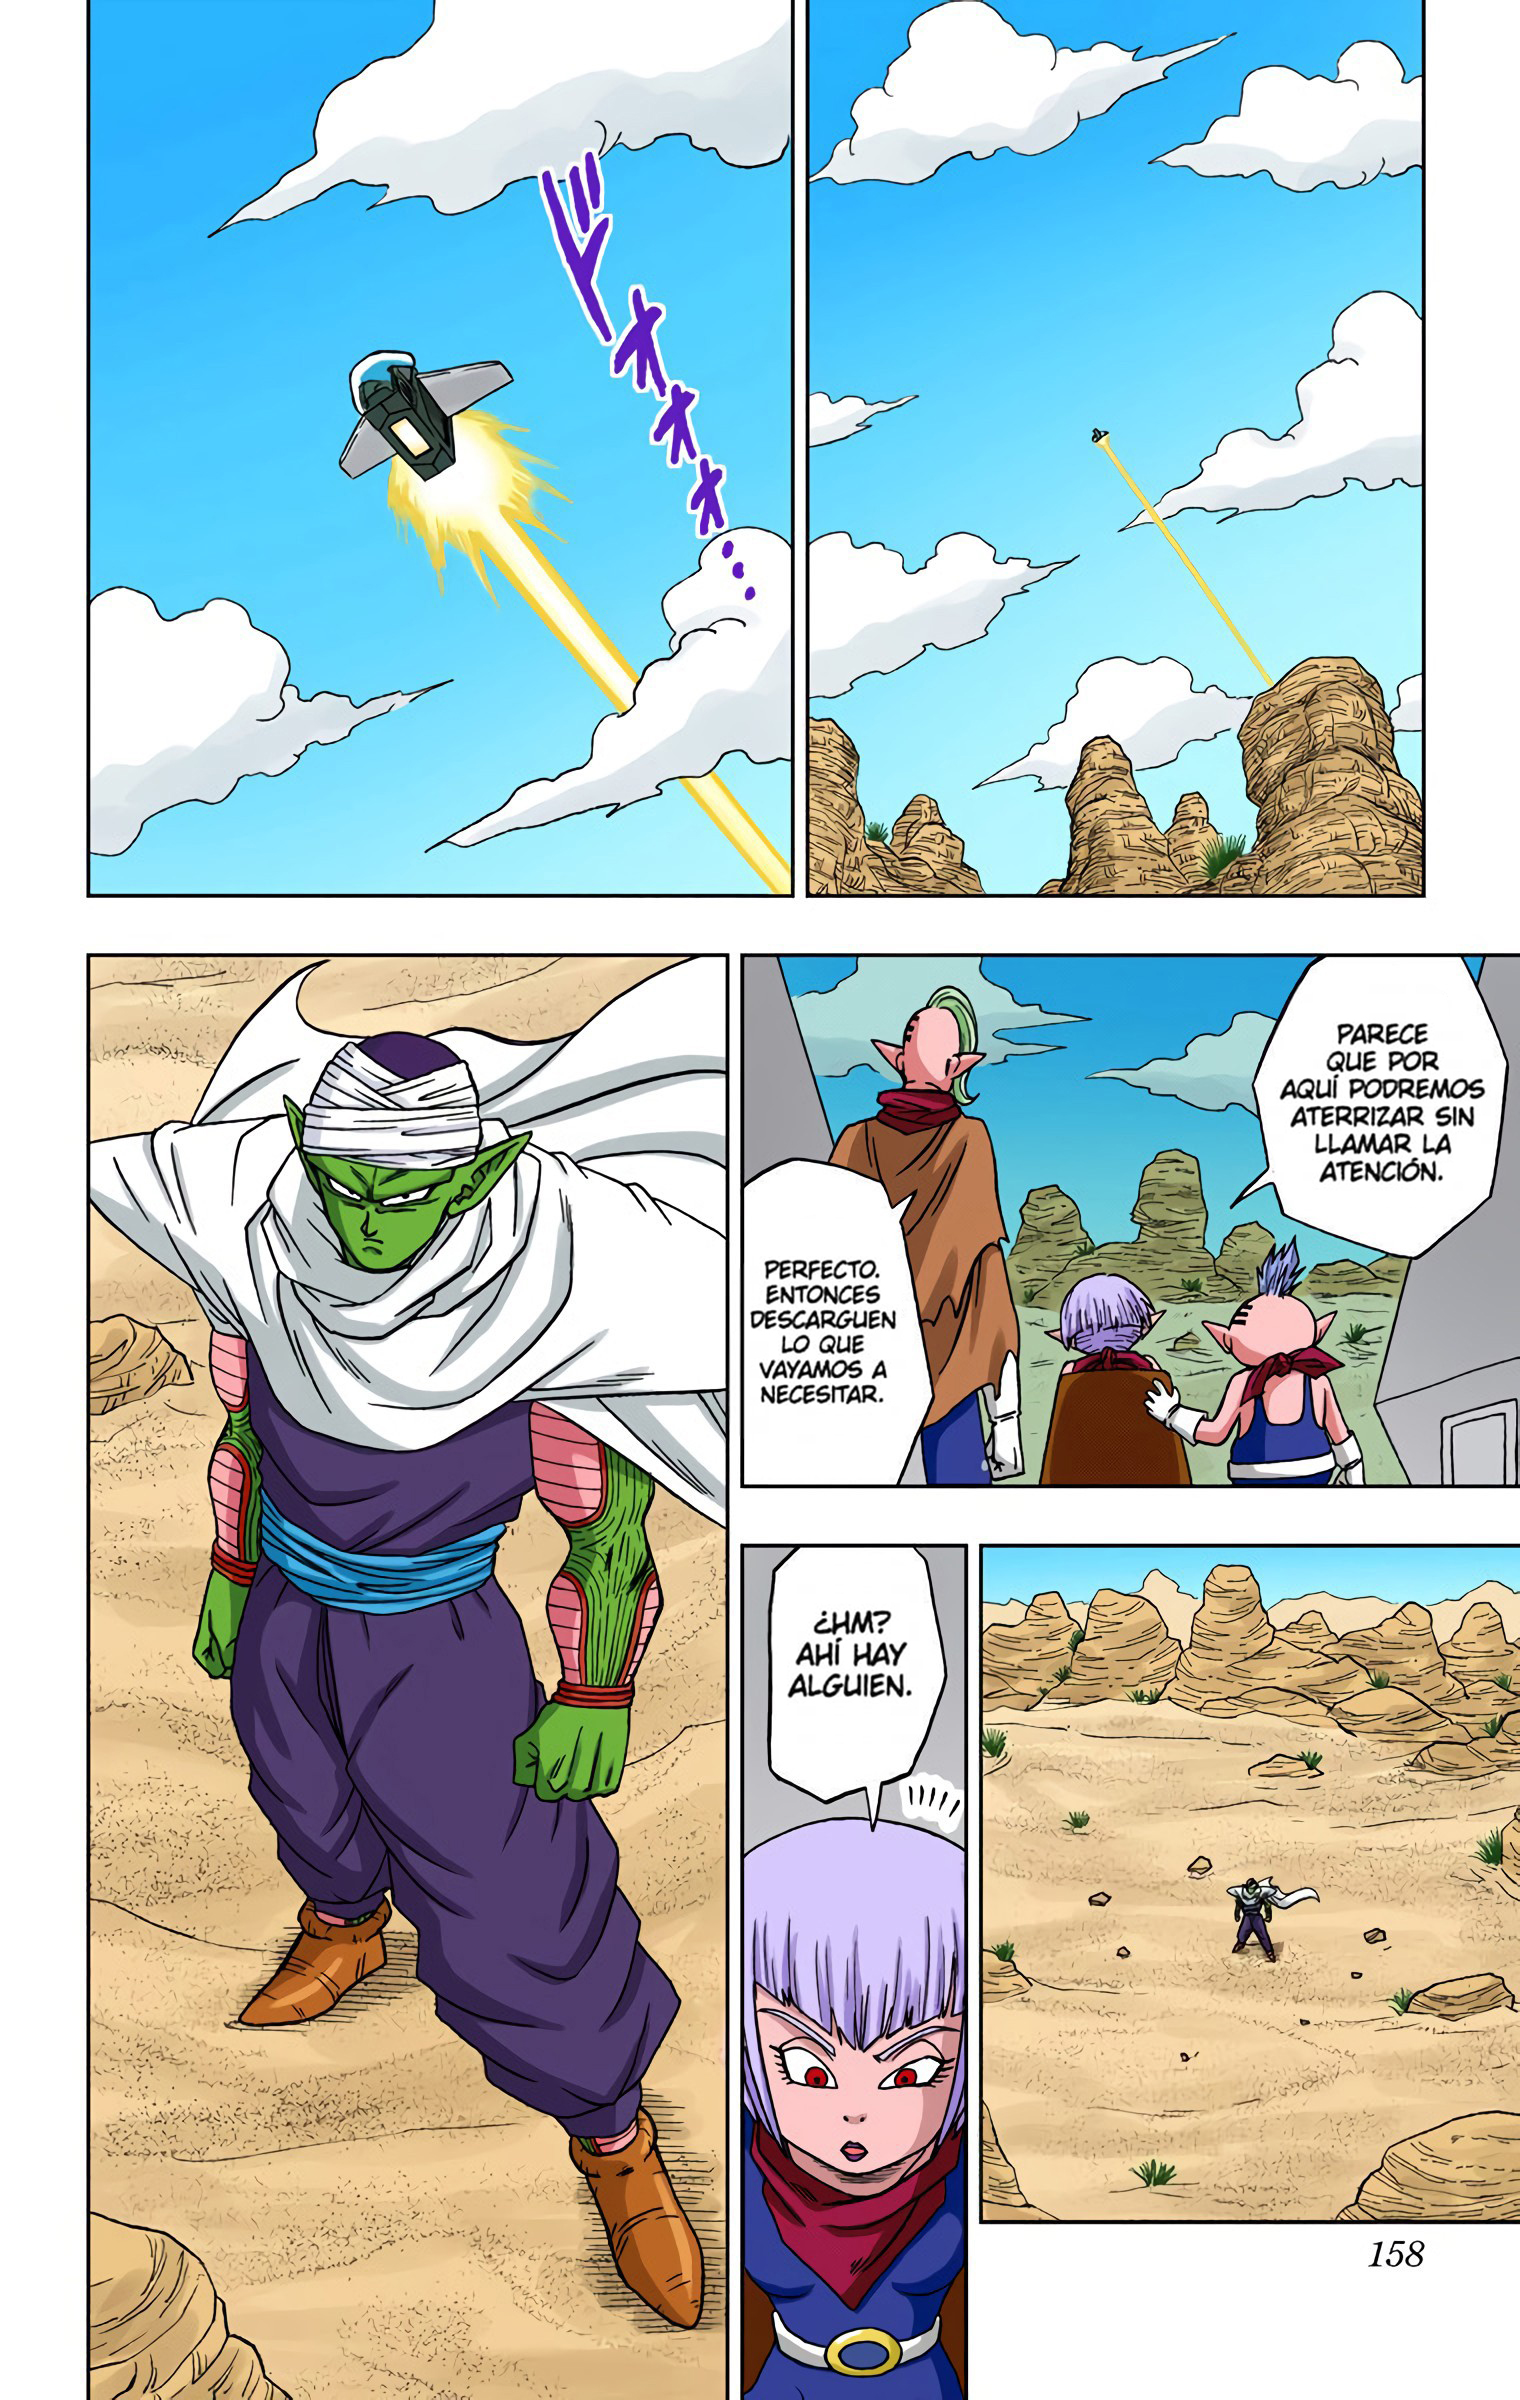 ドオオオ...
PARECE
QUE POR
AQUÍ PODREMOS
ATERRIZAR SIN
LLAMAR LA
ATENCIÓN.
PERFECTO.
ENTONCES
DESCARGUEN
LO QUE
VAYAMOS A
NECESITAR.
¿HM?
AHÍ HAY
ALGUIEN.
158